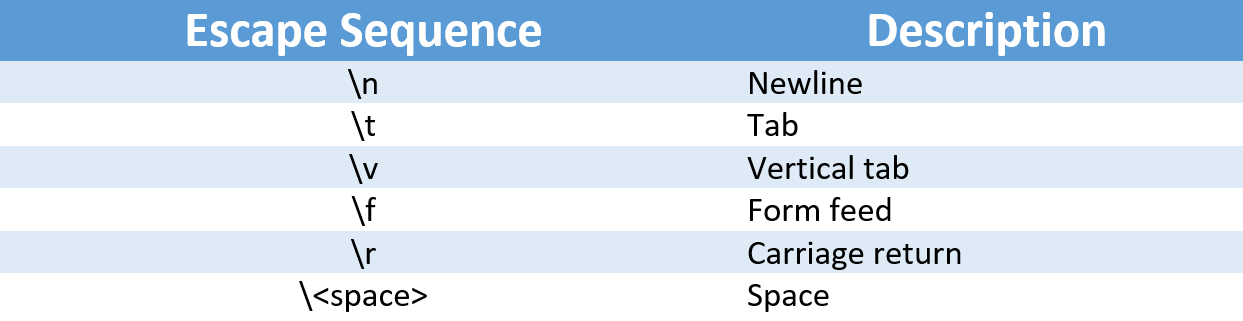 Escape Sequence Description
\n Newline
\t Tab
\v Vertical tab
\f Form feed
\r Carriage return
\<space> Space